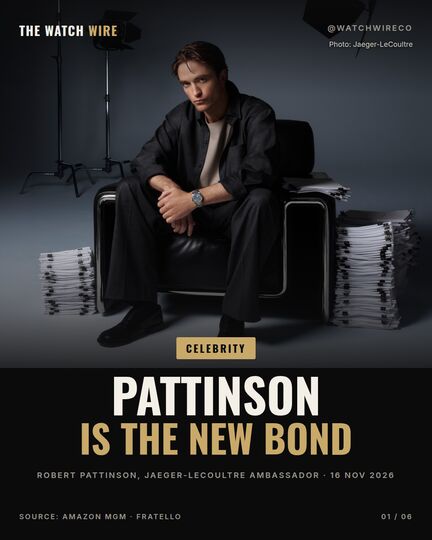 THE WATCH WIRE
@WATCHWIRECO
Photo: Jaeger-LeCoultre
CELEBRITY
PATTINSON
IS THE NEW BOND
ROBERT PATTINSON, JAEGER-LECOULTRE AMBASSADOR · 16 NOV 2026
SOURCE: AMAZON MGM · FRATELLO
01 / 06